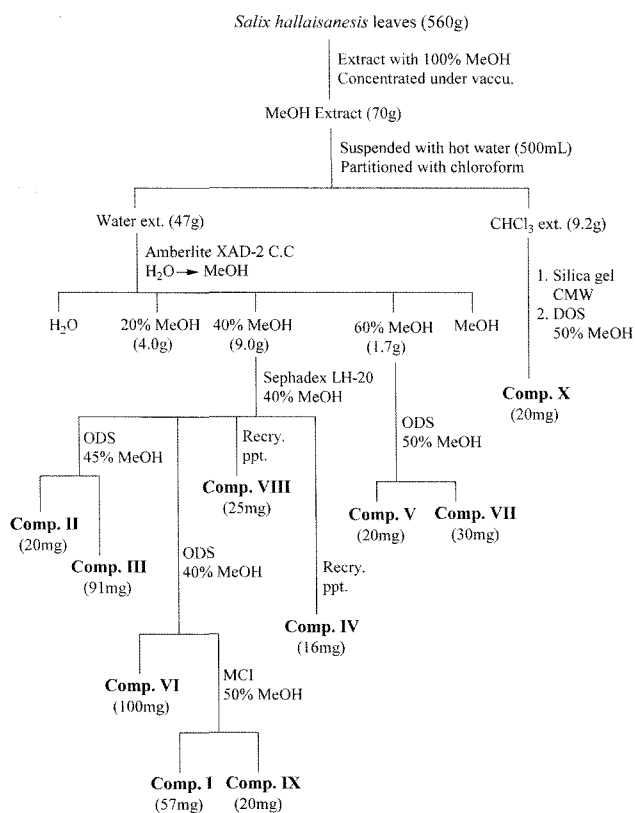 Salix hallaisanesis leaves (560g)
Extract with 100% MeOH
Concentrated under vaccu.
MeOH Extract (70g)
Suspended with hot water (500mL)
Partitioned with chloroform
Water ext. (47g)
CHCl₃ ext. (9.2g)
Amberlite XAD-2 C.C
H₂O → MeOH
1. Silica gel
CMW
2. DOS
50% MeOH
H₂O
20% MeOH
(4.0g)
40% MeOH
(9.0g)
60% MeOH
(1.7g)
MeOH
Sephadex LH-20
40% MeOH
Comp. X
(20mg)
ODS
45% MeOH
Recry.
ppt.
ODS
50% MeOH
Comp. VIII
(25mg)
Comp. II
(20mg)
Comp. III
(91mg)
Comp. V
(20mg)
Comp. VII
(30mg)
ODS
40% MeOH
Recry.
ppt.
Comp. IV
(16mg)
Comp. VI
(100mg)
MCI
50% MeOH
Comp. I
(57mg)
Comp. IX
(20mg)